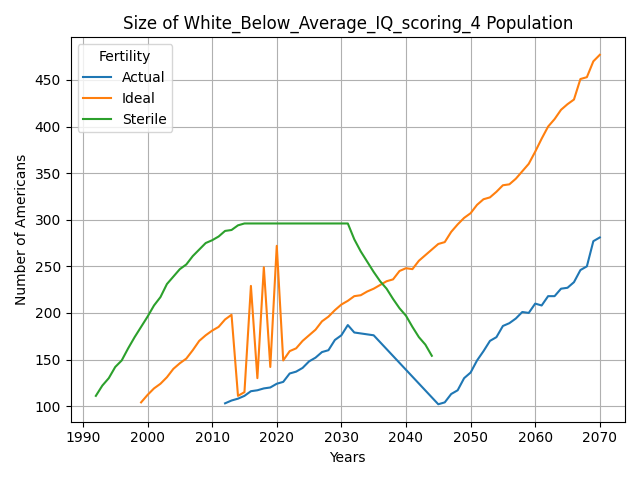 Size of White_Below_Average_IQ_scoring_4 Population
Fertility
Actual
Ideal
Sterile
Number of Americans
450
400
350
300
250
200
150
100
1990 2000 2010 2020 2030 2040 2050 2060 2070
Years